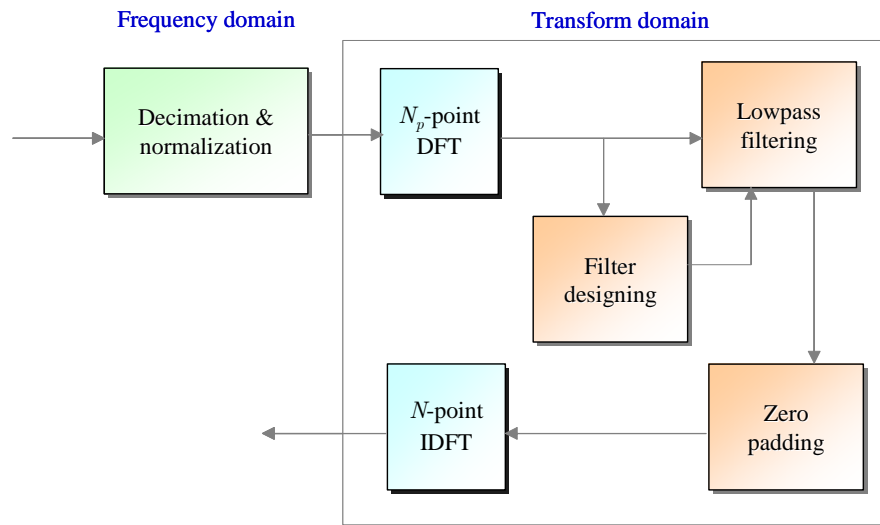 Frequency domain
Transform domain
Decimation &
normalization
Np-point
DFT
Lowpass
filtering
Filter
designing
N-point
IDFT
Zero
padding